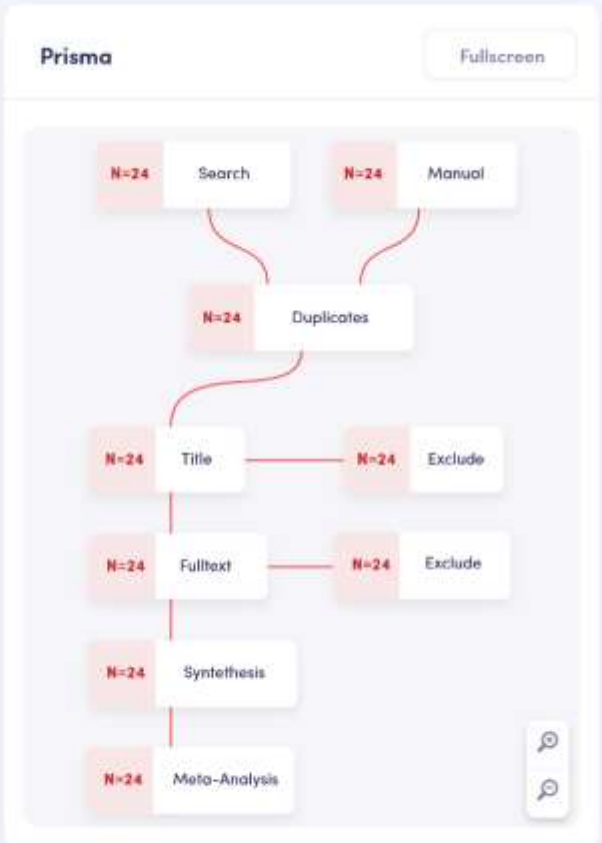 Prisma
Fullscreen
N=24 Search
N=24 Manual
N=24 Duplicates
N=24 Title
N=24 Exclude
N=24 Fulltext
N=24 Exclude
N=24 Syntethesis
N=24 Meta-Analysis